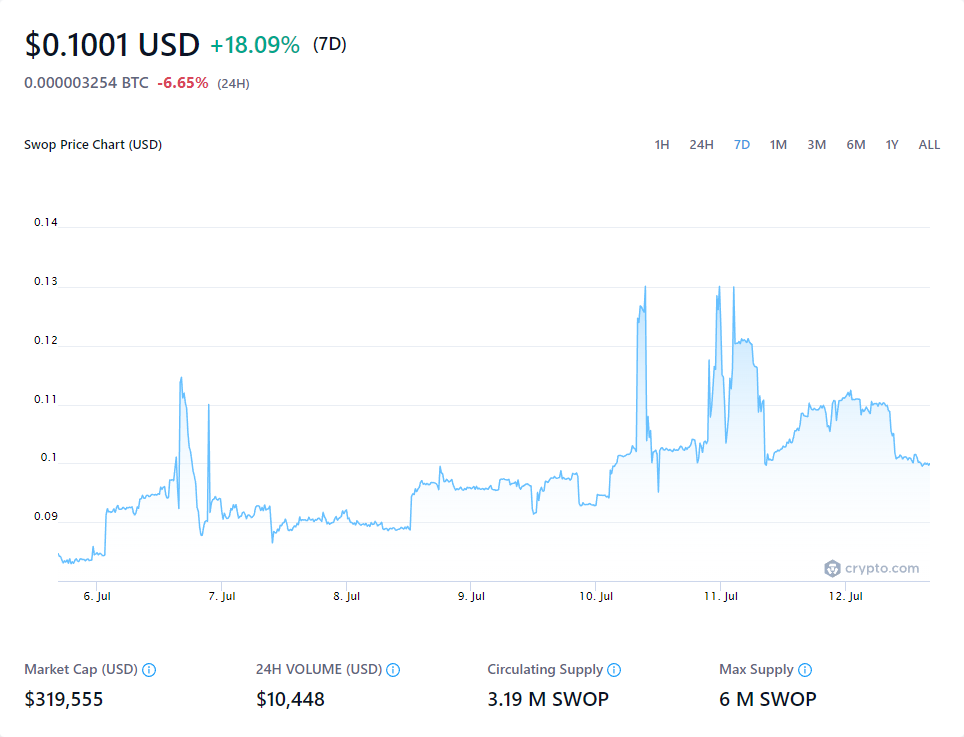 $0.1001 USD +18.09% (7D)
0.000003254 BTC -6.65% (24H)
Swop Price Chart (USD)
1H 24H 7D 1M 3M 6M 1Y ALL
0.14
0.13
0.12
0.11
0.1
0.09
crypto.com
6. Jul 7. Jul 8. Jul 9. Jul 10. Jul 11. Jul 12. Jul
Market Cap (USD) 24H VOLUME (USD) Circulating Supply Max Supply
$319,555 $10,448 3.19 M SWOP 6 M SWOP